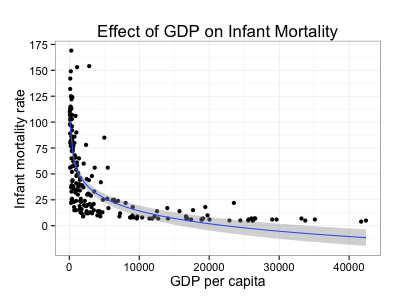 Effect of GDP on Infant Mortality
Infant mortality rate
175
150
125
100
75
50
25
0
0 10000 20000 30000 40000
GDP per capita